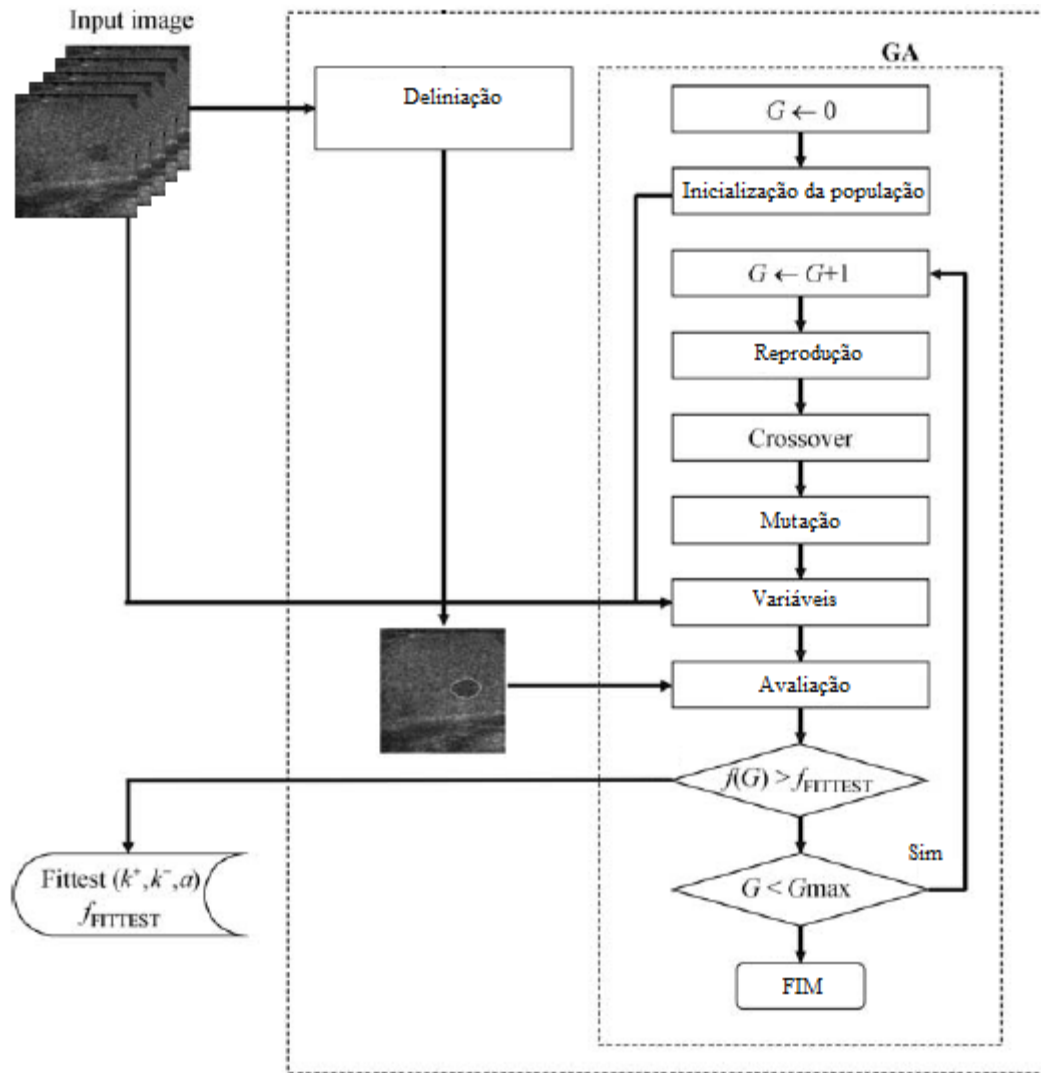 Input image
GA
Deliniação
G ← 0
Inicialização da população
G ← G+1
Reprodução
Crossover
Mutação
Variáveis
Avaliação
f(G) > fFITTEST
Fittest (k⁺, k⁻, a)
fFITTEST
Sim
G < Gmax
FIM